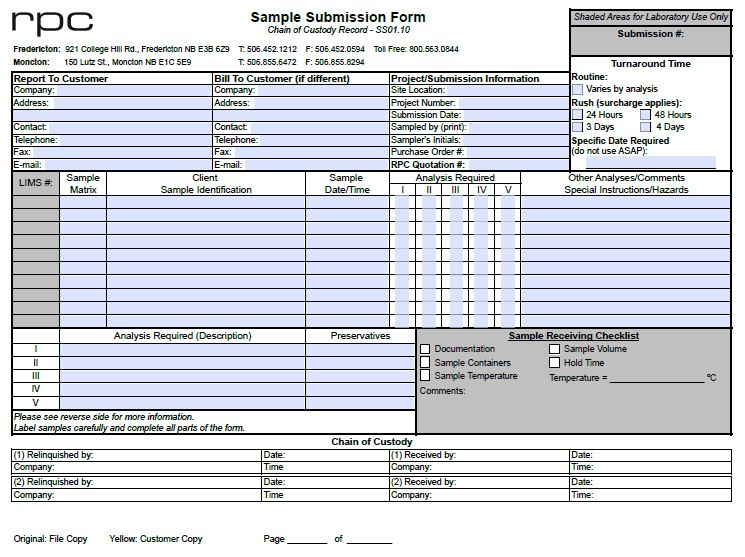 rpc
Sample Submission Form
Chain of Custody Record - SS01.10
Shaded Areas for Laboratory Use Only
Submission #:
Fredericton: 921 College Hill Rd., Fredericton NB E3B 6Z9 T: 506.452.1212 F: 506.452.0594 Toll Free: 800.563.0844
Moncton: 150 Lutz St., Moncton NB E1C 5E9 T: 506.855.6472 F: 506.855.8294
Turnaround Time
Routine:
Varies by analysis
Rush (surcharge applies):
24 Hours 48 Hours
3 Days 4 Days
Specific Date Required
(do not use ASAP):
Report To Customer Bill To Customer (if different) Project/Submission Information
Company: Company: Site Location:
Address: Address: Project Number:
Submission Date:
Contact: Contact: Sampled by (print):
Telephone: Telephone: Sampler's Initials:
Fax: Fax: Purchase Order #:
E-mail: E-mail: RPC Quotation #:
LIMS #: Sample Client Sample Analysis Required Other Analyses/Comments
Matrix Sample Identification Date/Time I II III IV V Special Instructions/Hazards
Analysis Required (Description) Preservatives
I
II
III
IV
V
Sample Receiving Checklist
Documentation Sample Volume
Sample Containers Hold Time
Sample Temperature Temperature = ____________________ ºC
Comments:
Please see reverse side for more information.
Label samples carefully and complete all parts of the form.
Chain of Custody
(1) Relinquished by: Date: (1) Received by: Date:
Company: Time Company: Time:
(2) Relinquished by: Date: (2) Received by: Date:
Company: Time Company: Time:
Original: File Copy Yellow: Customer Copy Page ________ of _________